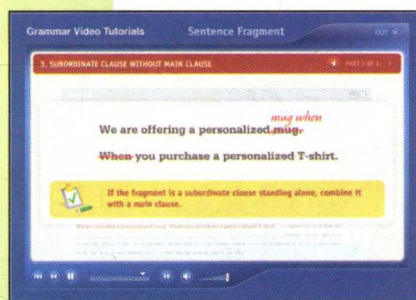 Grammar Video Tutorials Sentence Fragment EXIT
3. SUBORDINATE CLAUSE WITHOUT MAIN CLAUSE PART 3 OF 3
mug when
We are offering a personalized mug.
When you purchase a personalized T-shirt.
If the fragment is a subordinate clause standing alone, combine it
with a main clause.